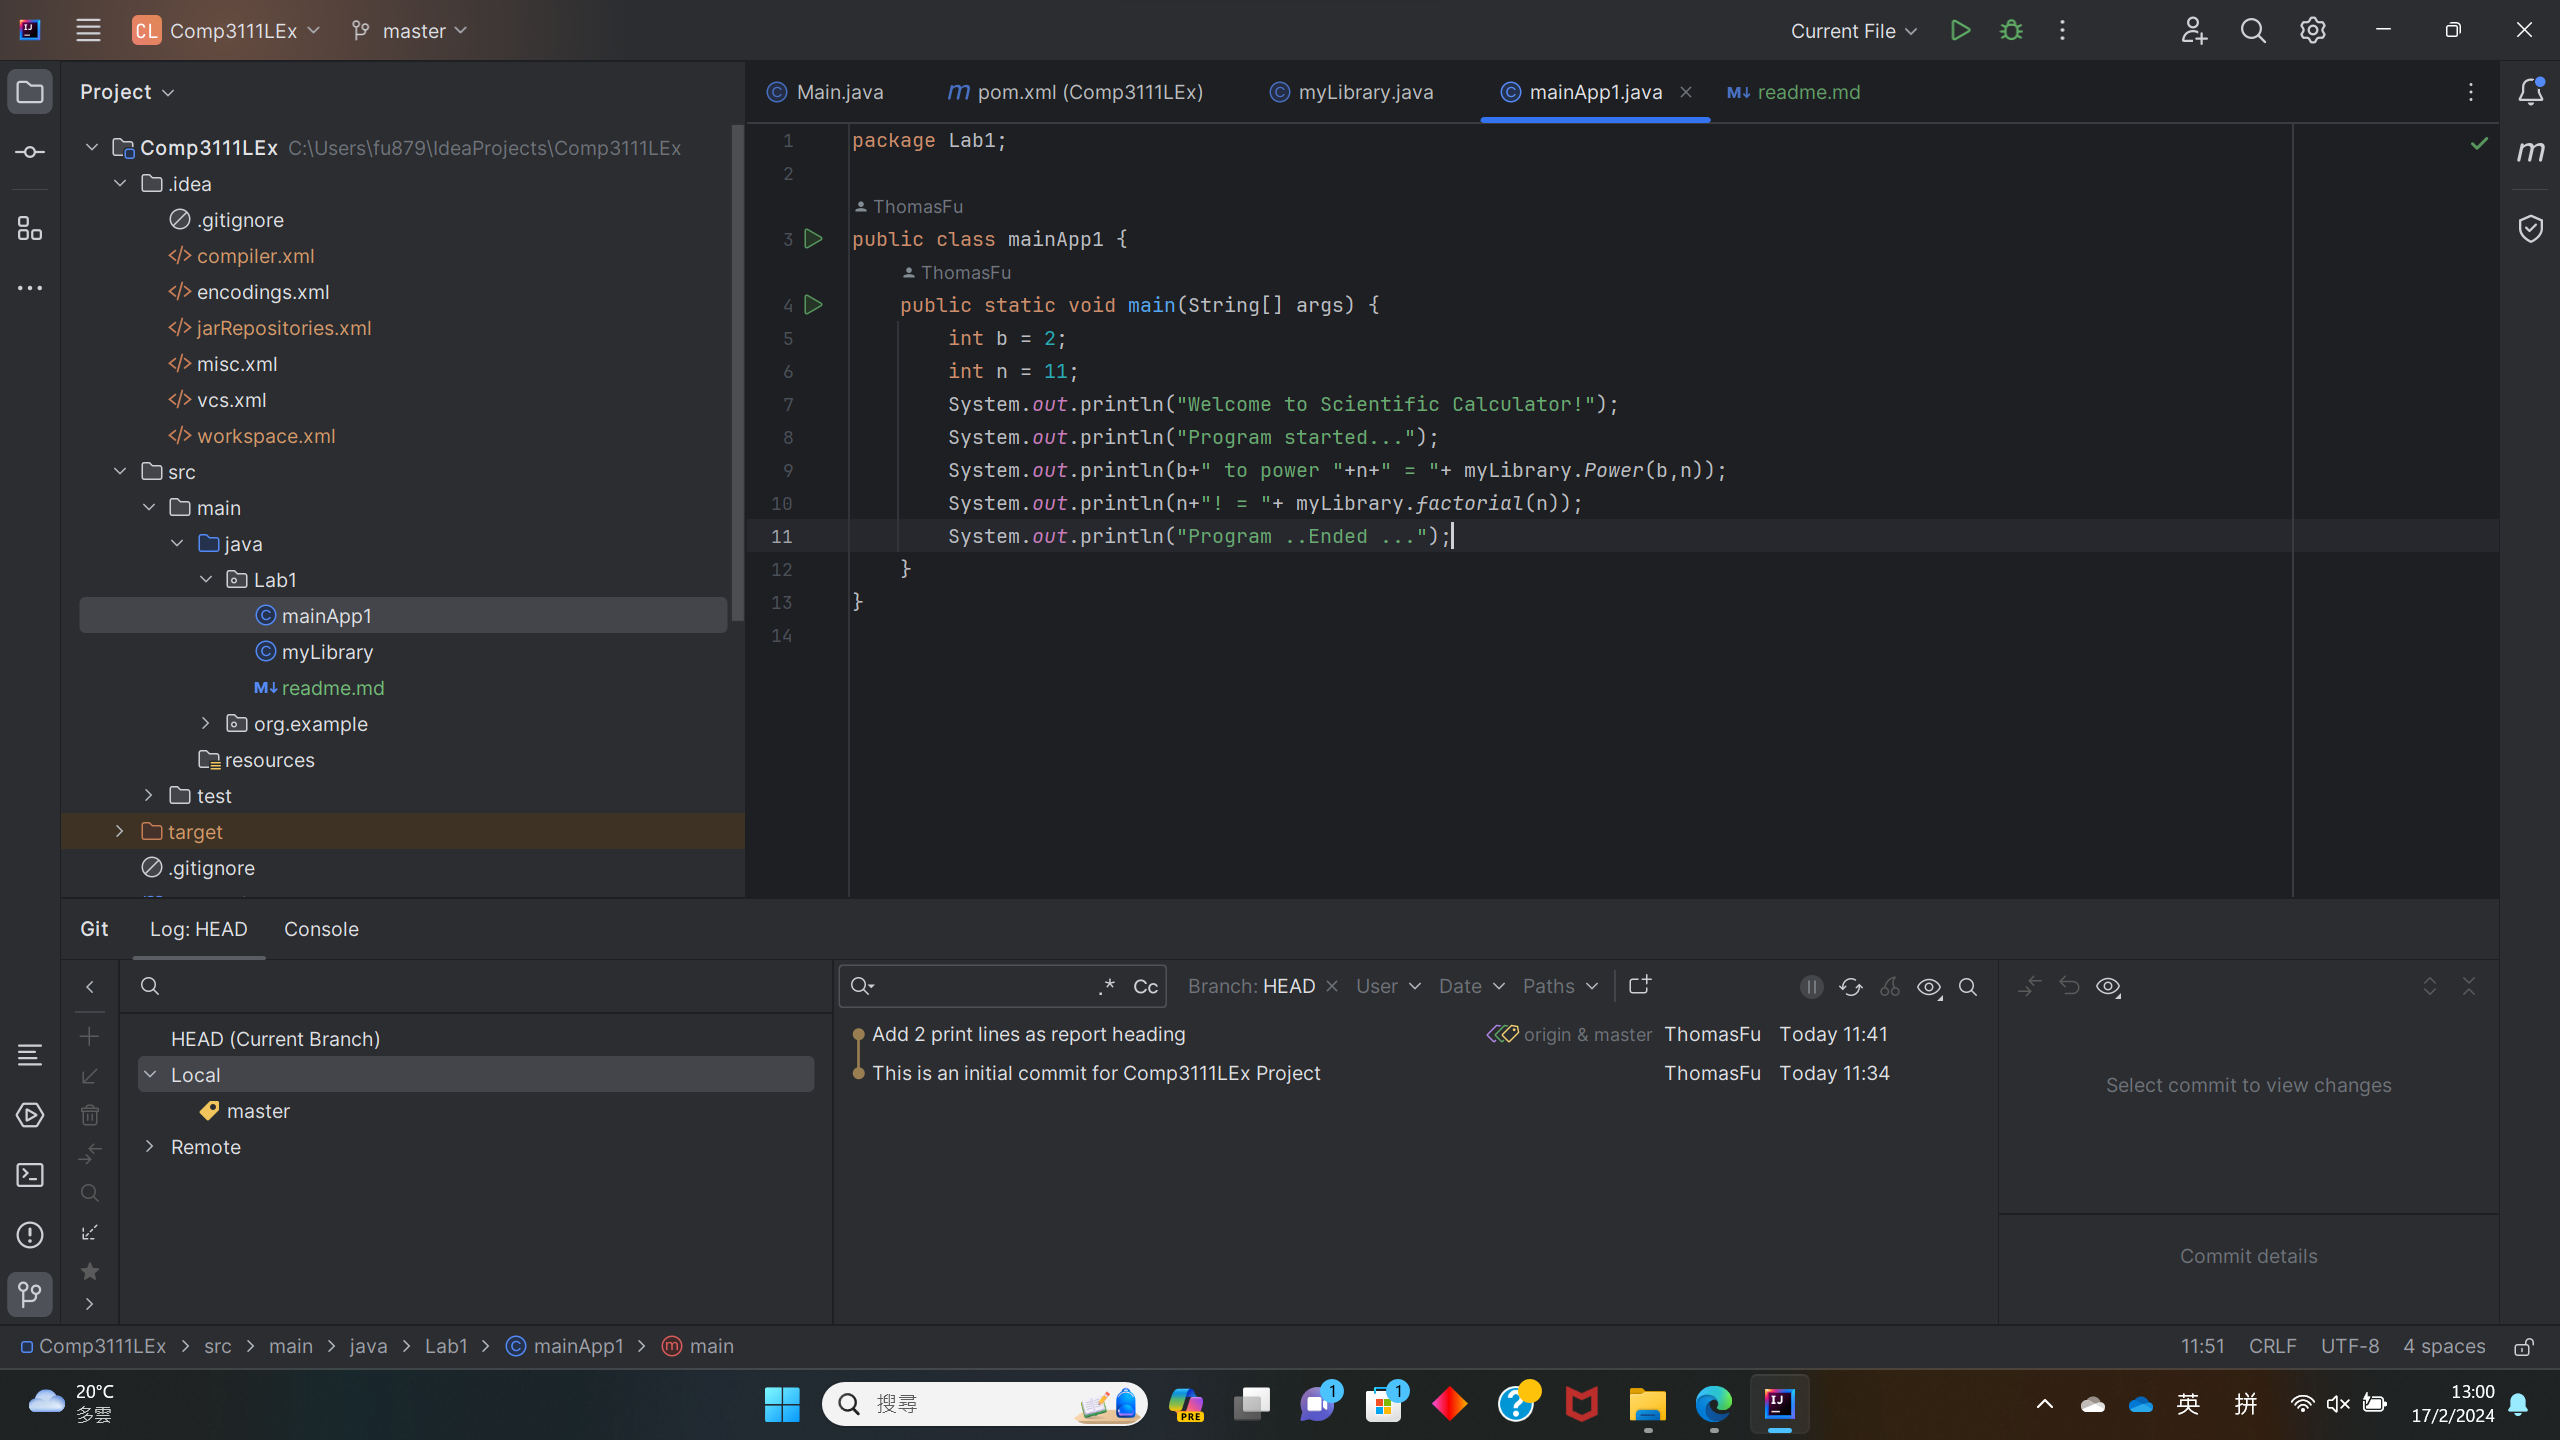 CL Comp3111LEx master
Current File
Project
Main.java
pom.xml (Comp3111LEx)
myLibrary.java
mainApp1.java
readme.md
Comp3111LEx C:\Users\fu879\IdeaProjects\Comp3111LEx
.idea
.gitignore
compiler.xml
encodings.xml
jarRepositories.xml
misc.xml
vcs.xml
workspace.xml
src
main
java
Lab1
mainApp1
myLibrary
readme.md
org.example
resources
test
target
.gitignore
1 package Lab1;
2
ThomasFu
3 public class mainApp1 {
ThomasFu
4 public static void main(String[] args) {
5 int b = 2;
6 int n = 11;
7 System.out.println("Welcome to Scientific Calculator!");
8 System.out.println("Program started...");
9 System.out.println(b+" to power "+n+" = "+ myLibrary.Power(b,n));
10 System.out.println(n+"! = "+ myLibrary.factorial(n));
11 System.out.println("Program ..Ended ...");
12 }
13 }
14
Git Log: HEAD Console
HEAD (Current Branch)
Local
master
Remote
.* Cc Branch: HEAD User Date Paths
Add 2 print lines as report heading origin & master ThomasFu Today 11:41
This is an initial commit for Comp3111LEx Project ThomasFu Today 11:34
Select commit to view changes
Commit details
Comp3111LEx > src > main > java > Lab1 > mainApp1 > main
11:51 CRLF UTF-8 4 spaces
20°C
多雲
搜尋
PRE
1
1
英
拼
13:00
17/2/2024